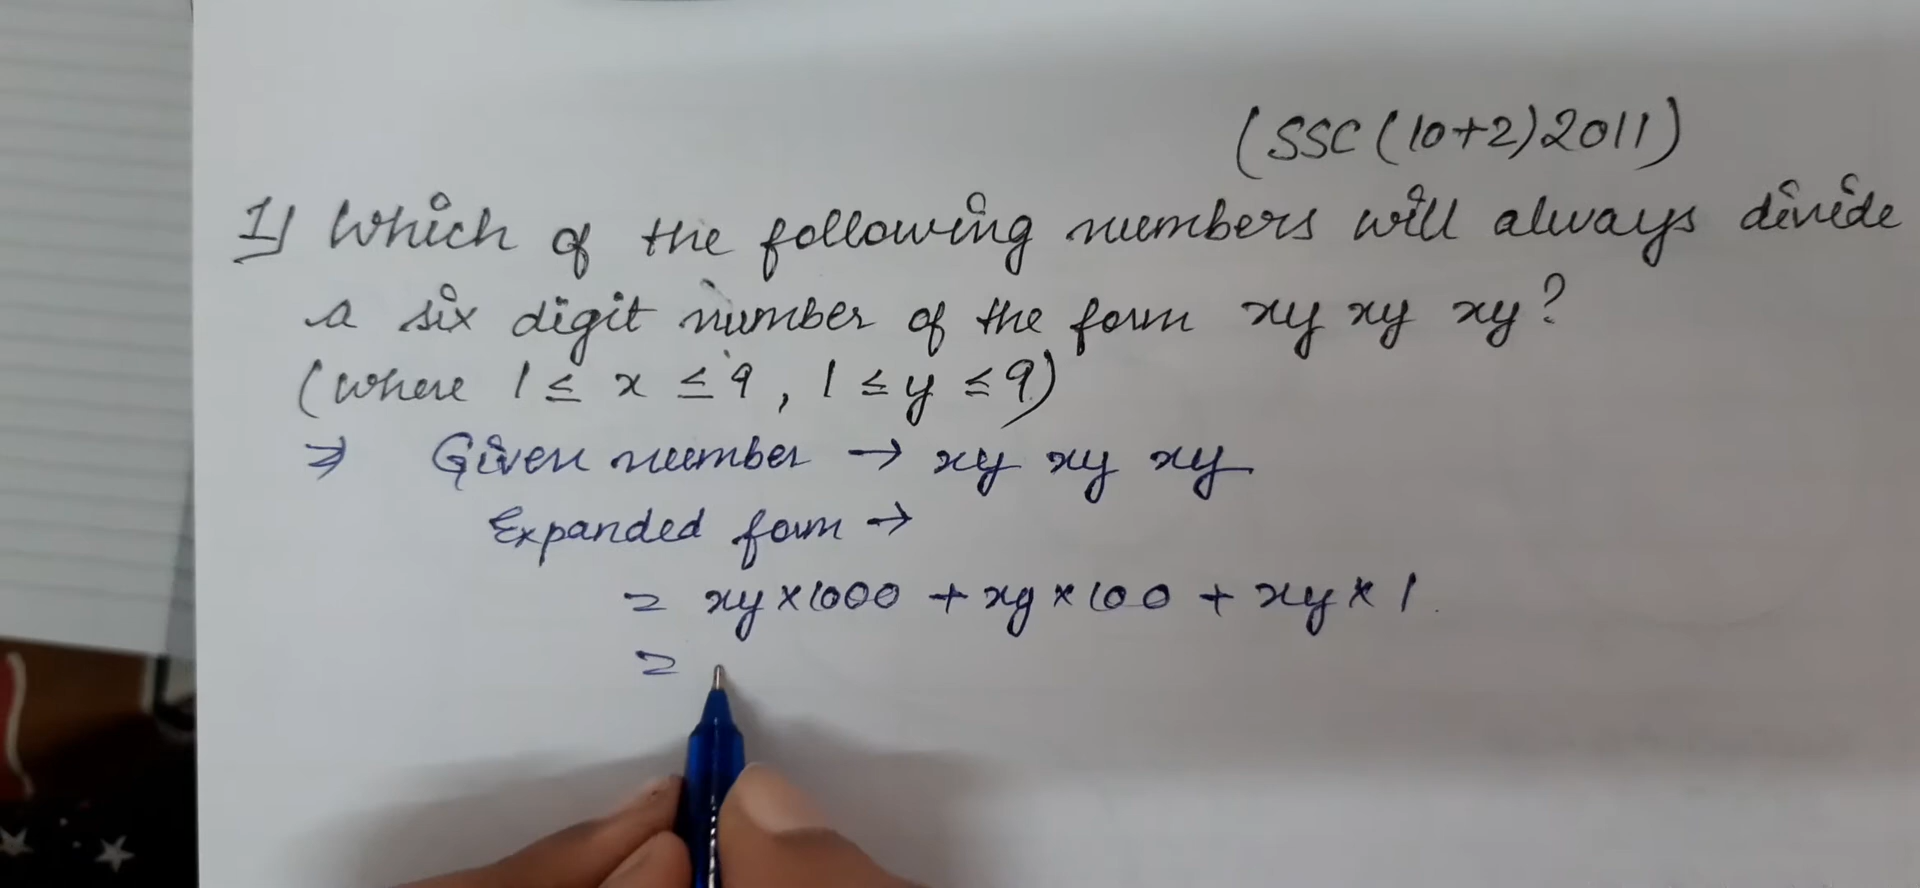 (SSC (10+2) 2011)
1) Which of the following numbers will always divide
a six digit number of the form xy xy xy?
(where 1 ≤ x ≤ 9, 1 ≤ y ≤ 9)
⇒ Given number → xy xy xy
Expanded form →
= xy × 1000 + xy × 100 + xy × 1
=